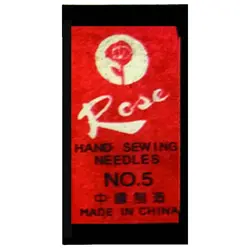 Rose
HAND SEWING
NEEDLES
NO.5
中國製造
MADE IN CHINA